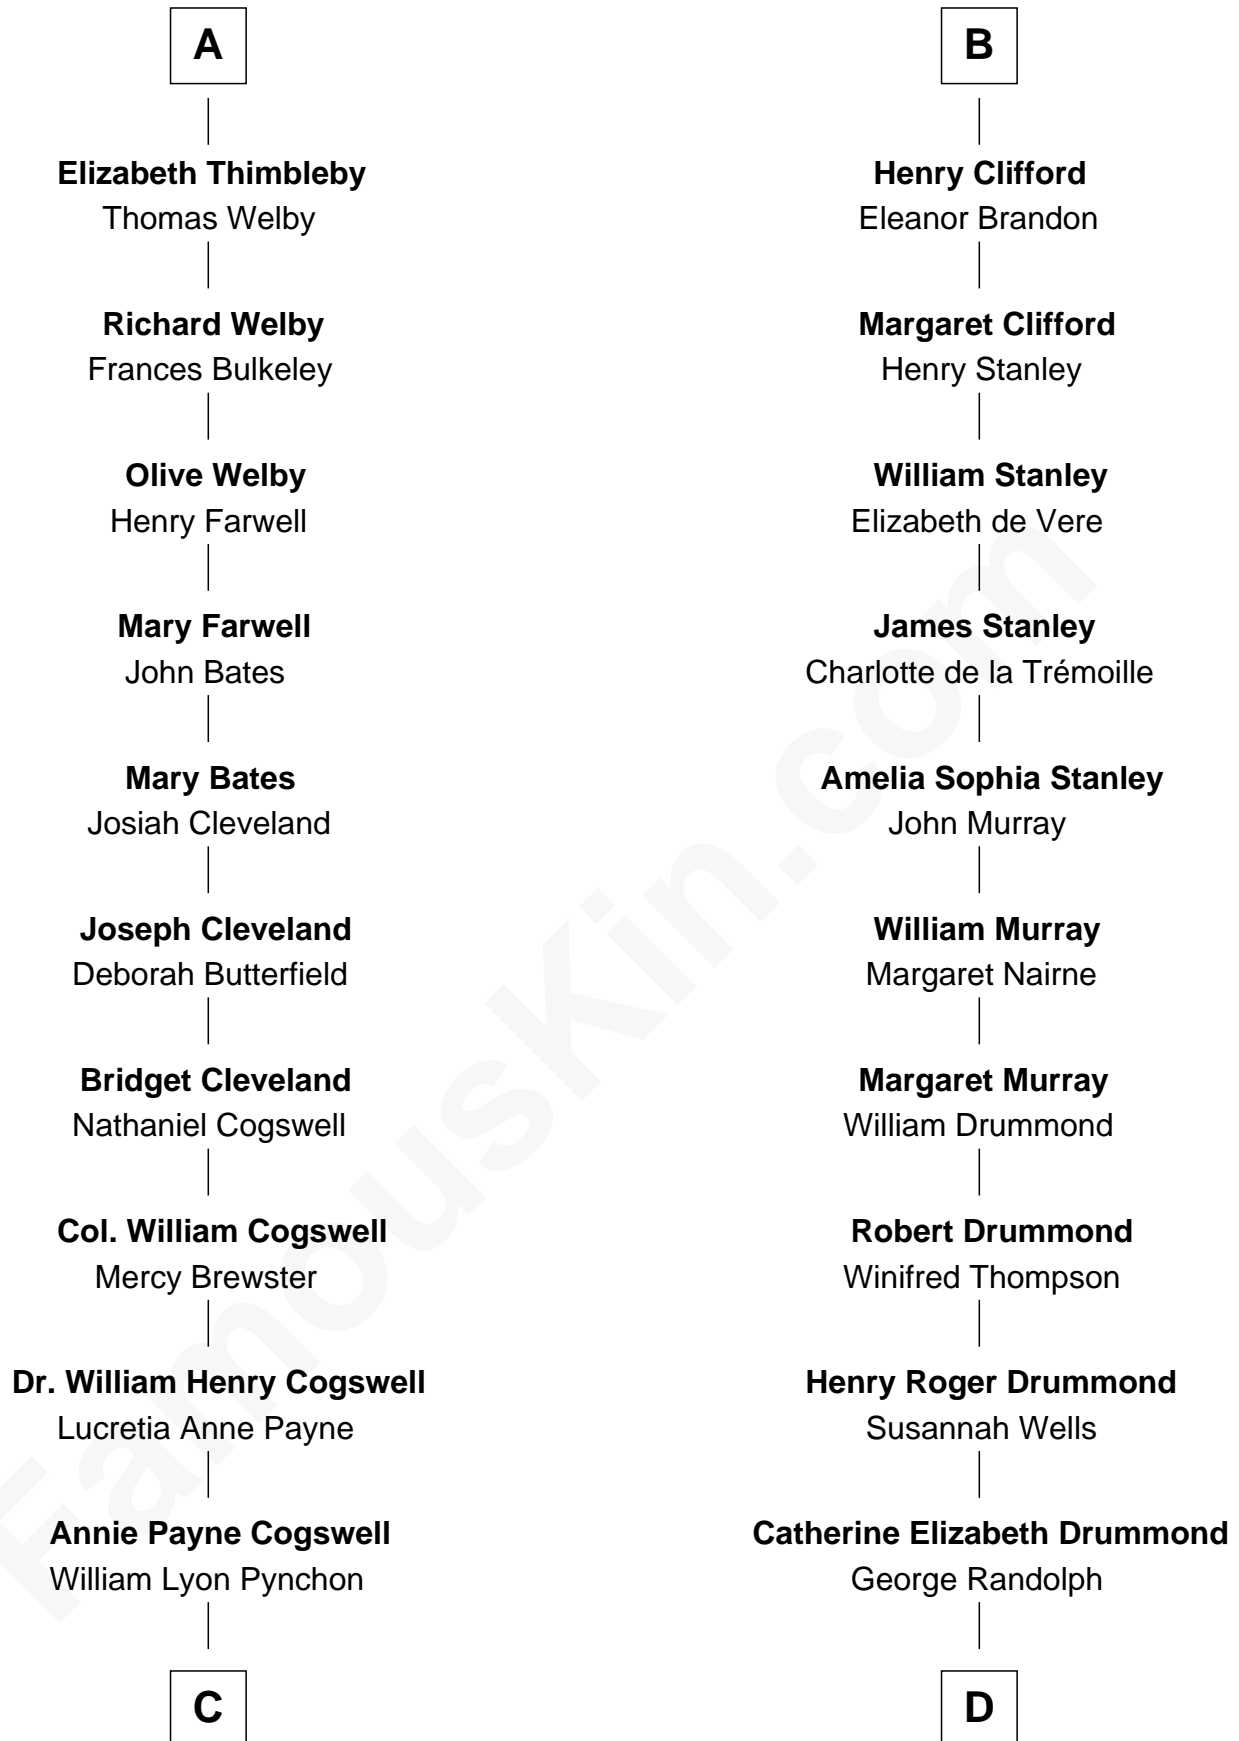 A
Elizabeth Thimbleby
Thomas Welby
Richard Welby
Frances Bulkeley
Olive Welby
Henry Farwell
Mary Farwell
John Bates
Mary Bates
Josiah Cleveland
Joseph Cleveland
Deborah Butterfield
Bridget Cleveland
Nathaniel Cogswell
Col. William Cogswell
Mercy Brewster
Dr. William Henry Cogswell
Lucretia Anne Payne
Annie Payne Cogswell
William Lyon Pynchon
C
B
Henry Clifford
Eleanor Brandon
Margaret Clifford
Henry Stanley
William Stanley
Elizabeth de Vere
James Stanley
Charlotte de la Trémoille
Amelia Sophia Stanley
John Murray
William Murray
Margaret Nairne
Margaret Murray
William Drummond
Robert Drummond
Winifred Thompson
Henry Roger Drummond
Susannah Wells
Catherine Elizabeth Drummond
George Randolph
D
FamousKin.com